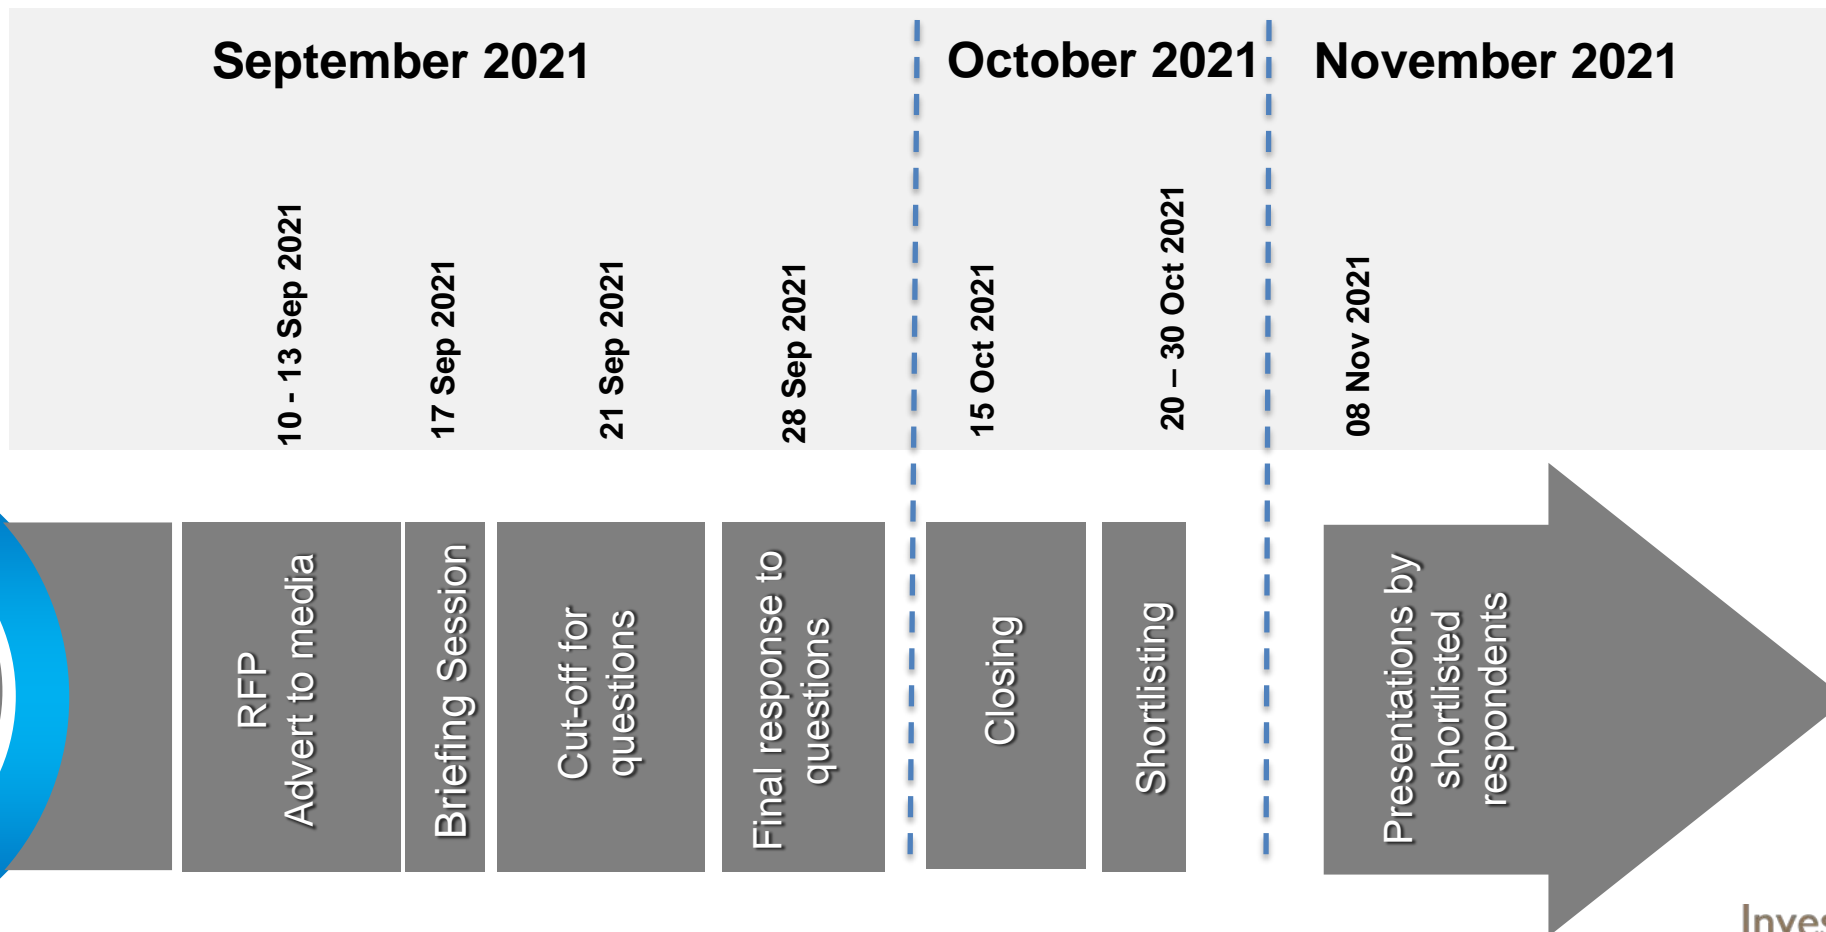 September 2021
October 2021
November 2021
10 - 13 Sep 2021
17 Sep 2021
21 Sep 2021
28 Sep 2021
15 Oct 2021
20 – 30 Oct 2021
08 Nov 2021
RFP
Advert to media
Briefing Session
Cut-off for
questions
Final response to
questions
Closing
Shortlisting
Presentations by
shortlisted
respondents